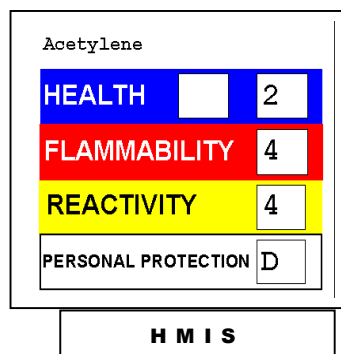 Acetylene
HEALTH 2
FLAMMABILITY 4
REACTIVITY 4
PERSONAL PROTECTION D
HMIS